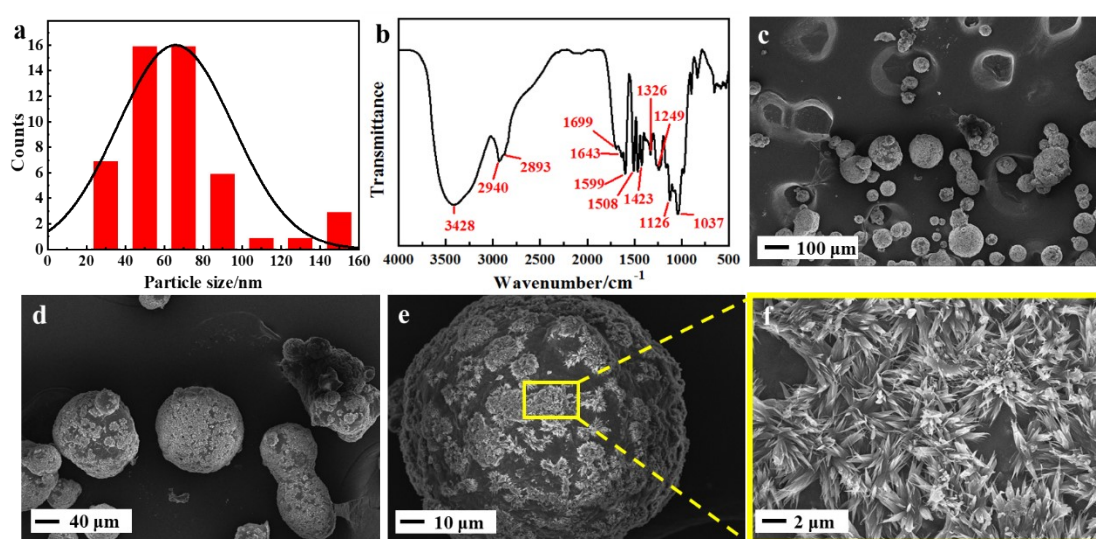 a
16
14
12
10
8
6
4
2
0
Counts
0 20 40 60 80 100 120 140 160
Particle size/nm
b
Transmittance
1326
1249
1699
1643
2893
2940
1599
1508
1423
3428
1126
1037
4000 3500 3000 2500 2000 1500 1000 500
Wavenumber/cm⁻¹
c
100 μm
d
40 μm
e
10 μm
f
2 μm